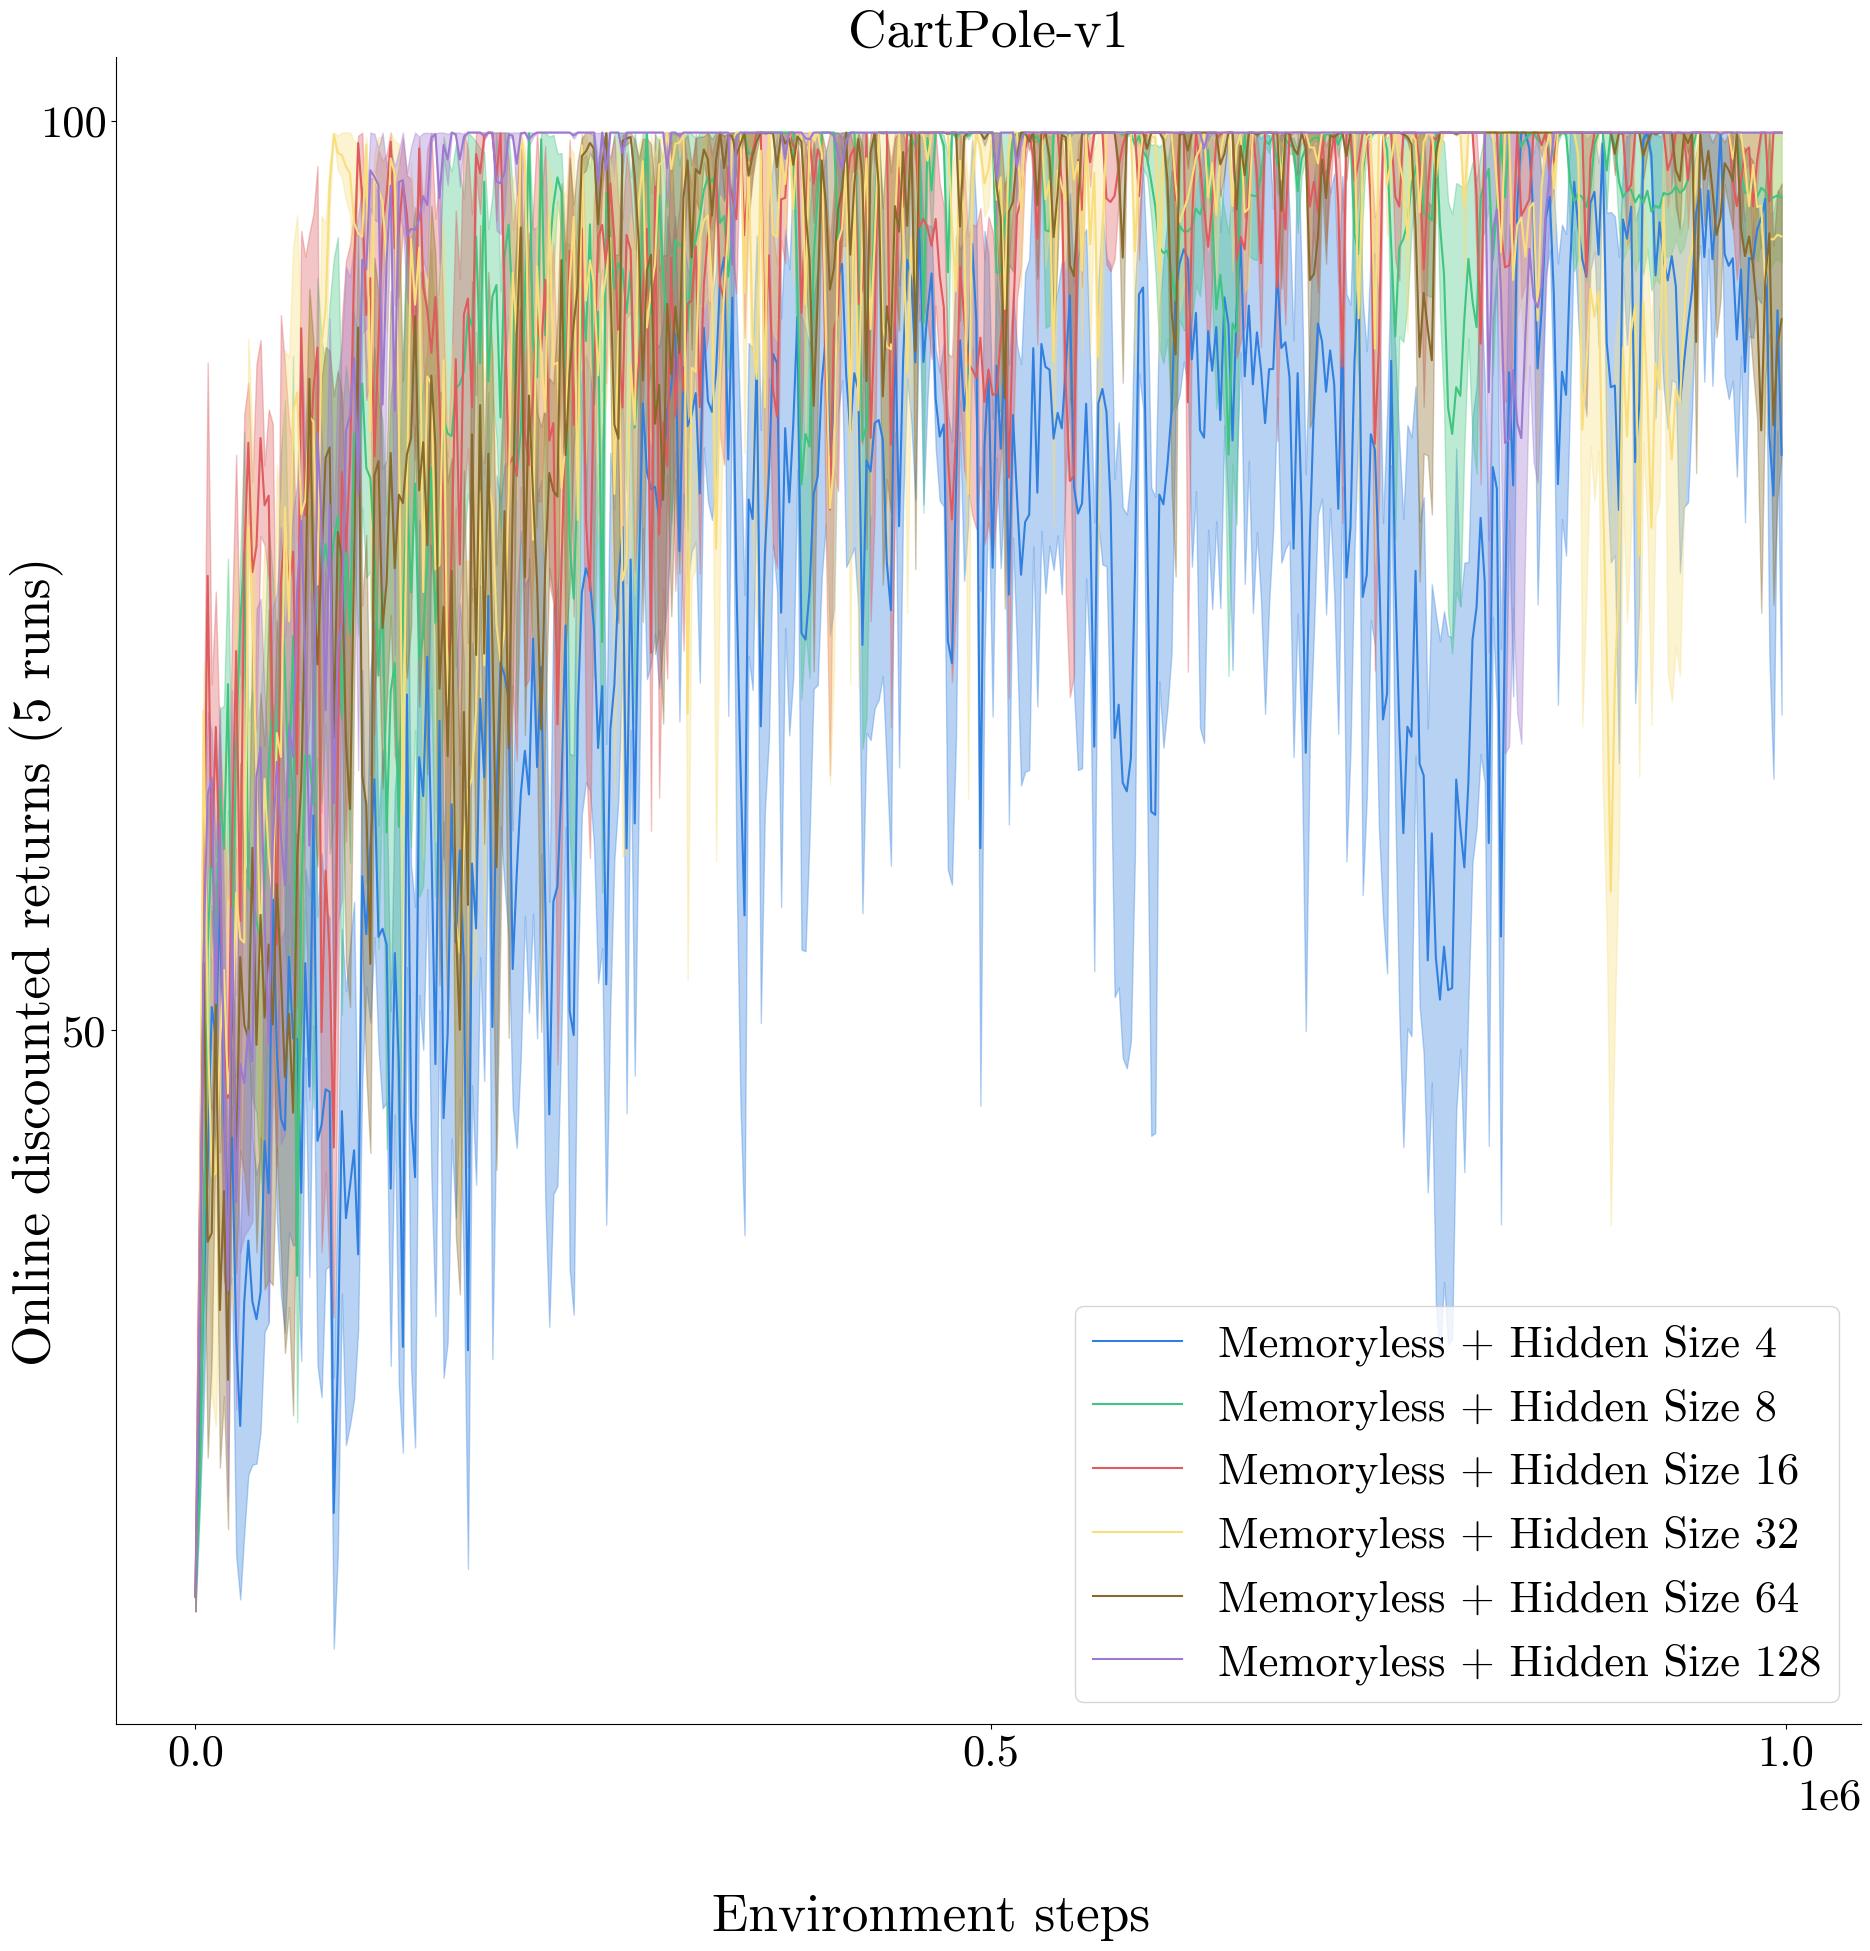 CartPole-v1
100
50
Online discounted returns (5 runs)
Memoryless + Hidden Size 4
Memoryless + Hidden Size 8
Memoryless + Hidden Size 16
Memoryless + Hidden Size 32
Memoryless + Hidden Size 64
Memoryless + Hidden Size 128
0.0
0.5
1.0
1e6
Environment steps